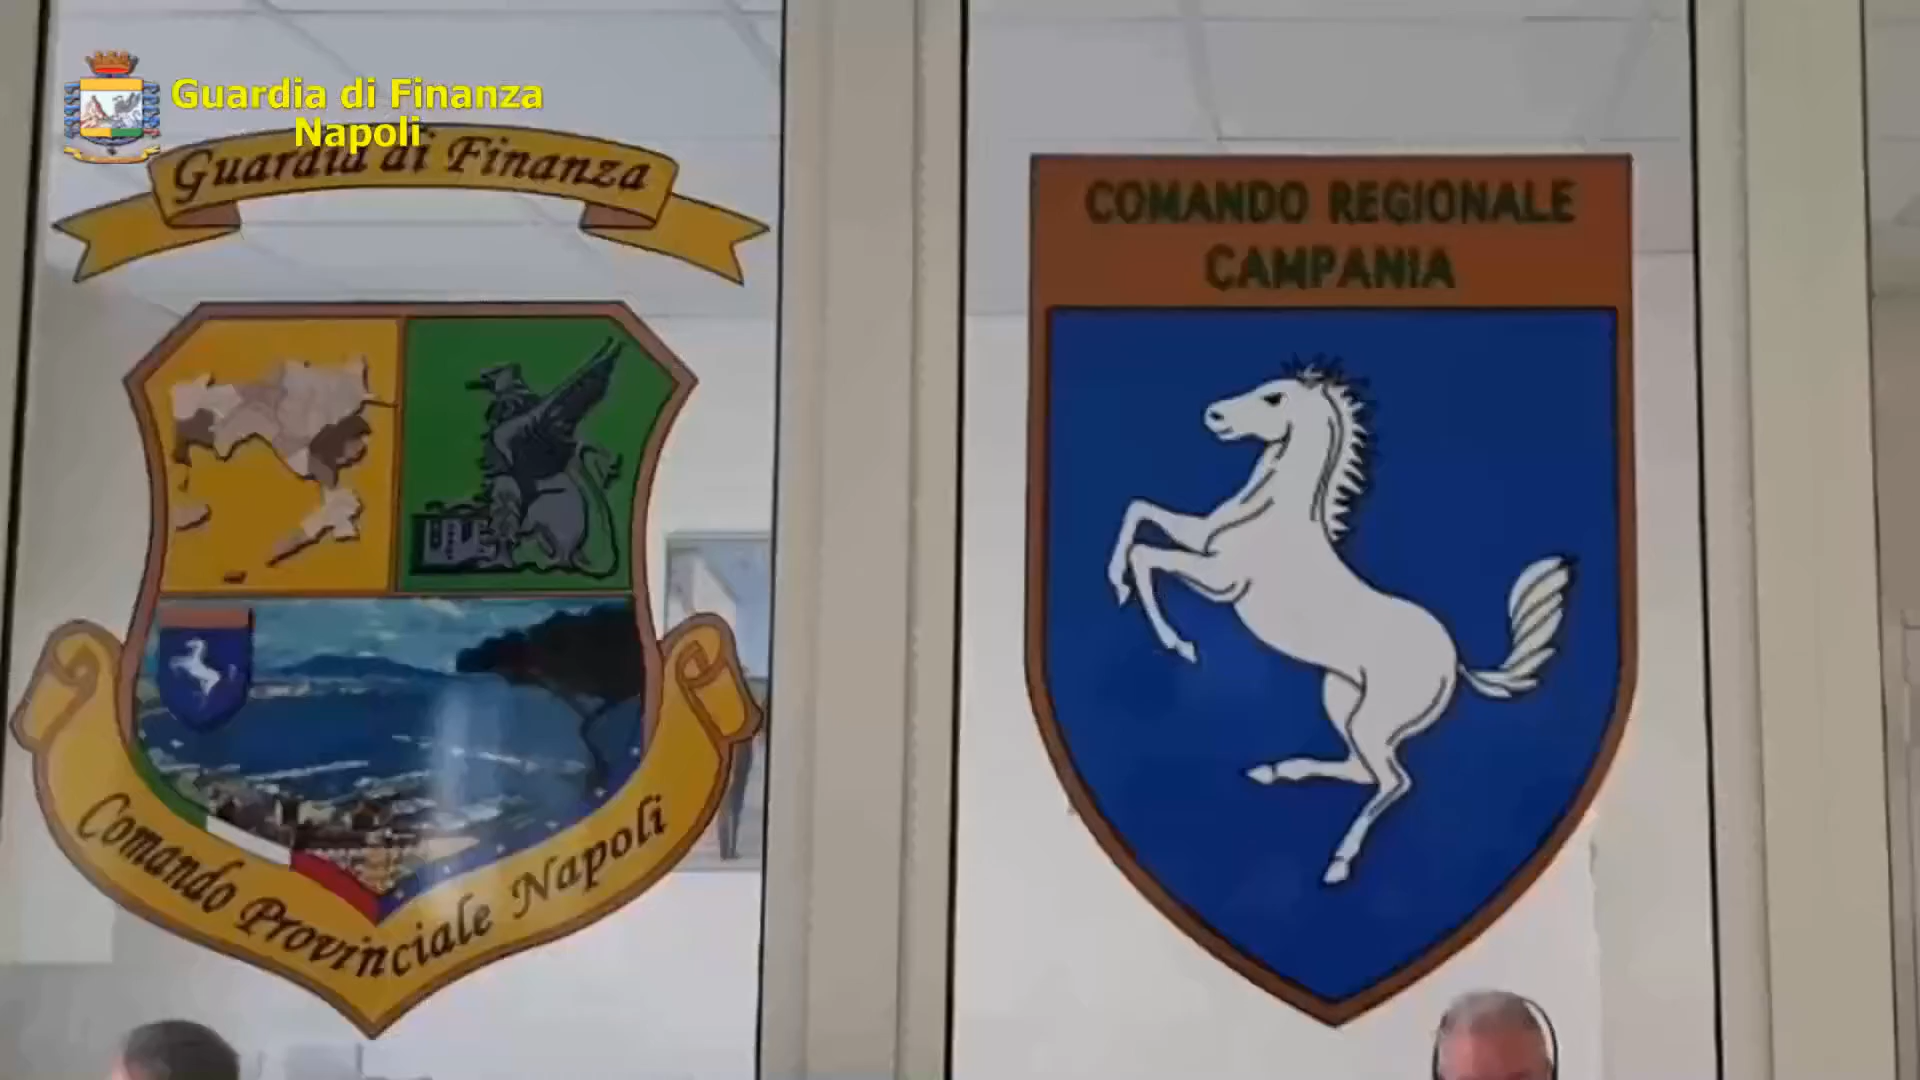 Guardia di Finanza
Napoli
Guardia di Finanza
Comando Provinciale Napoli
COMANDO REGIONALE
CAMPANIA